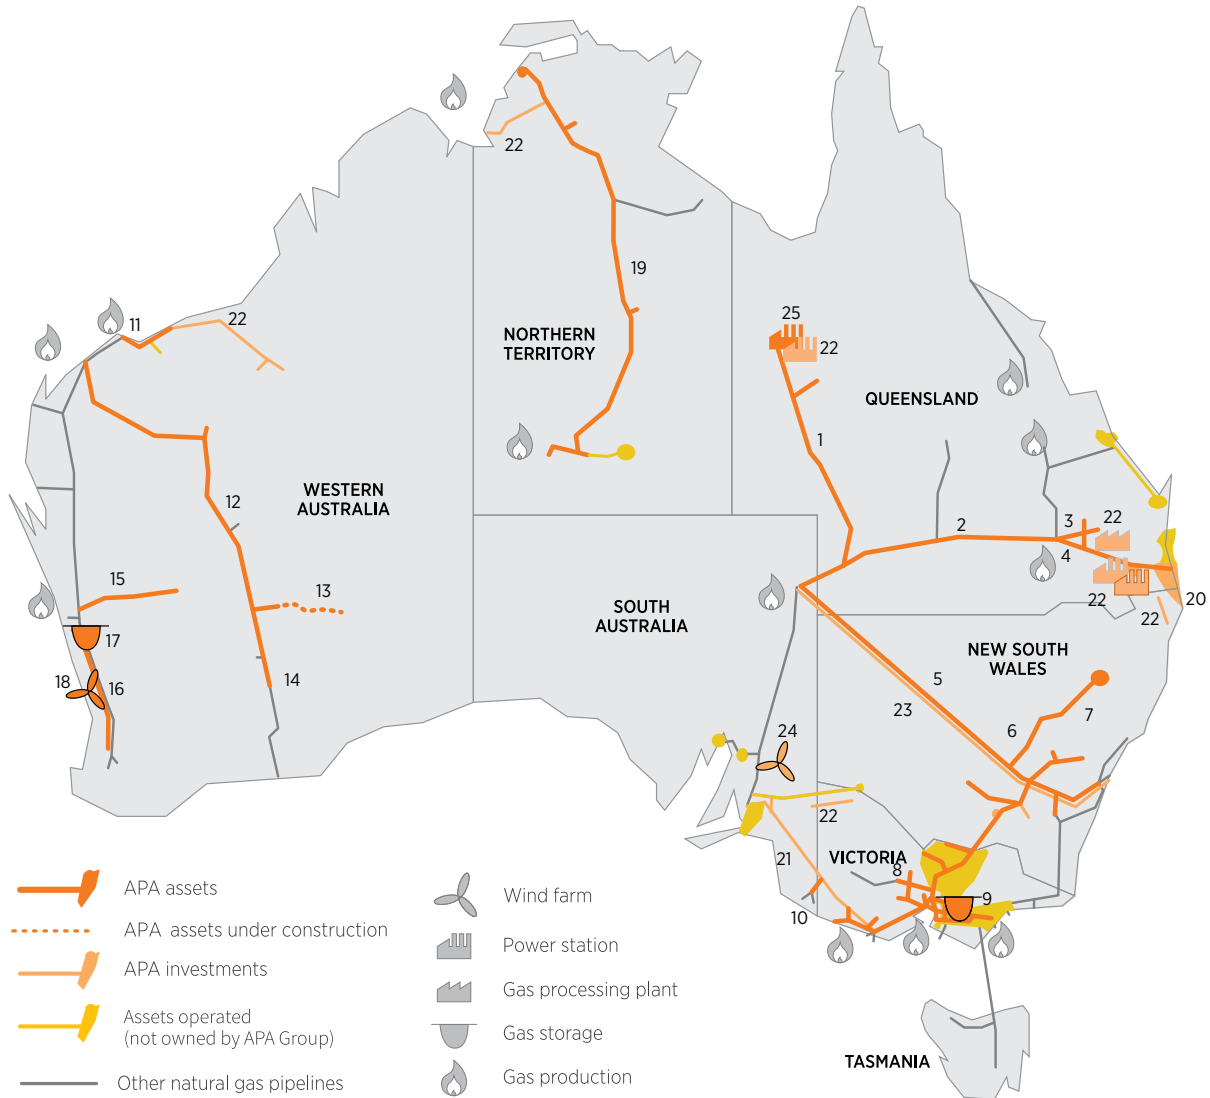 22
19
11
22
25
NORTHERN
TERRITORY
22
QUEENSLAND
1
WESTERN
AUSTRALIA
12
2
3
22
4
15
13
SOUTH
AUSTRALIA
22
22
20
17
NEW SOUTH
WALES
18
16
14
5
23
6
7
24
22
21
VICTORIA
8
9
10
APA assets
APA assets under construction
APA investments
Assets operated
(not owned by APA Group)
Other natural gas pipelines
Wind farm
Power station
Gas processing plant
Gas storage
Gas production
TASMANIA